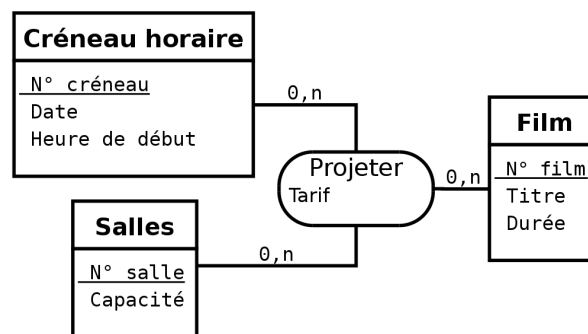 Créneau horaire
N° créneau
Date
Heure de début
0,n
Projeter
Tarif
0,n
Film
N° film
Titre
Durée
Salles
N° salle
Capacité
0,n